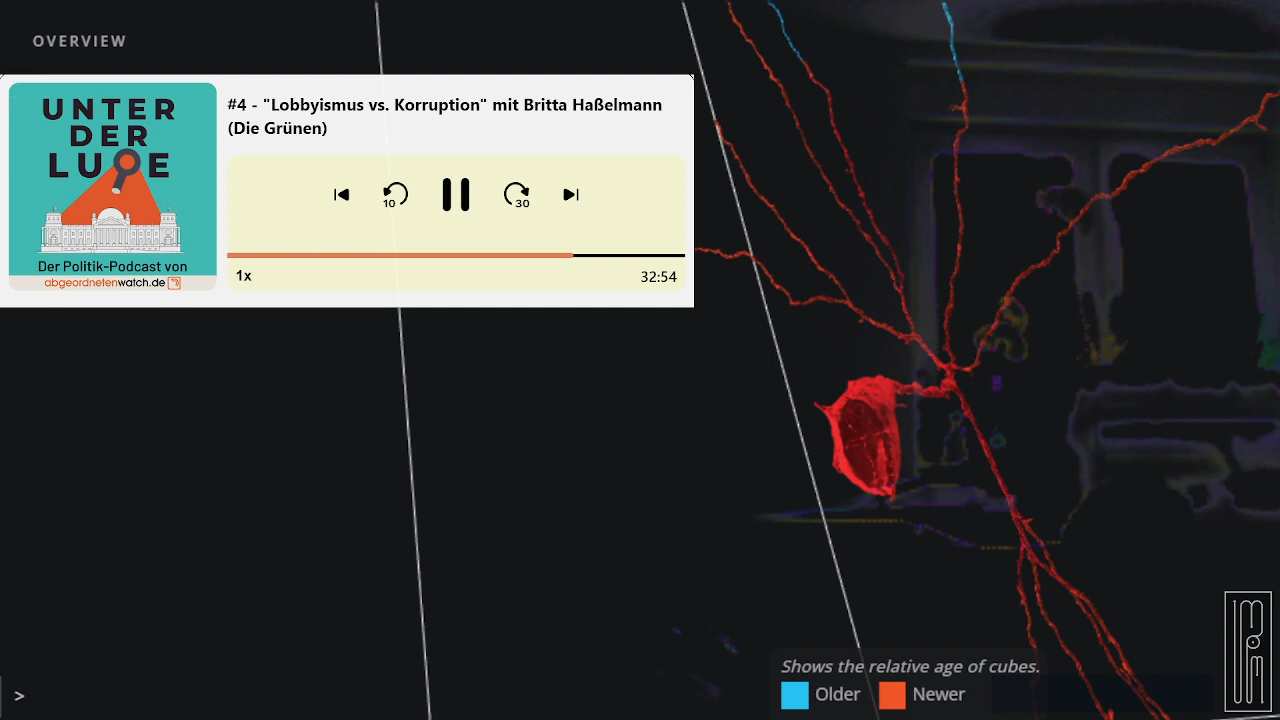 OVERVIEW
UNTER
DER
LUPE
Der Politik-Podcast von
abgeordnetenwatch.de
#4 - "Lobbyismus vs. Korruption" mit Britta Haßelmann
(Die Grünen)
10
30
1x
32:54
Shows the relative age of cubes.
Older
Newer
>